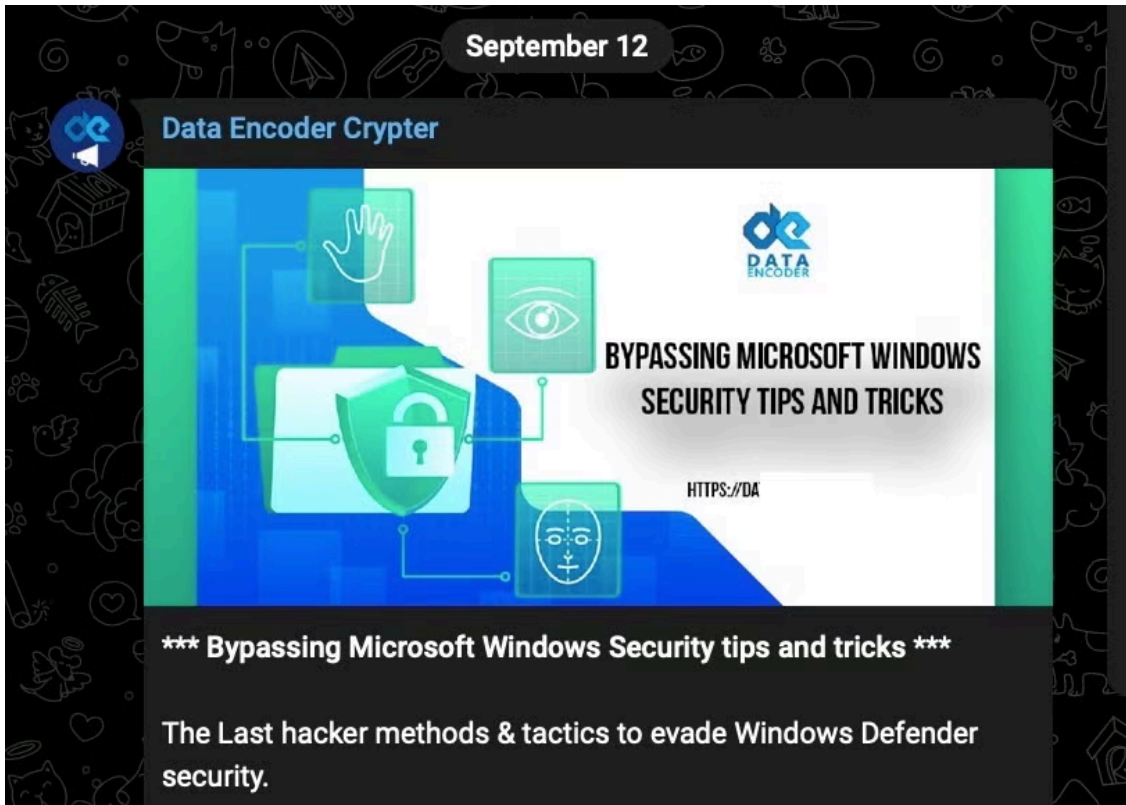 September 12
Data Encoder Crypter
de
DATA
ENCODER
BYPASSING MICROSOFT WINDOWS
SECURITY TIPS AND TRICKS
HTTPS://DA
*** Bypassing Microsoft Windows Security tips and tricks ***
The Last hacker methods & tactics to evade Windows Defender
security.